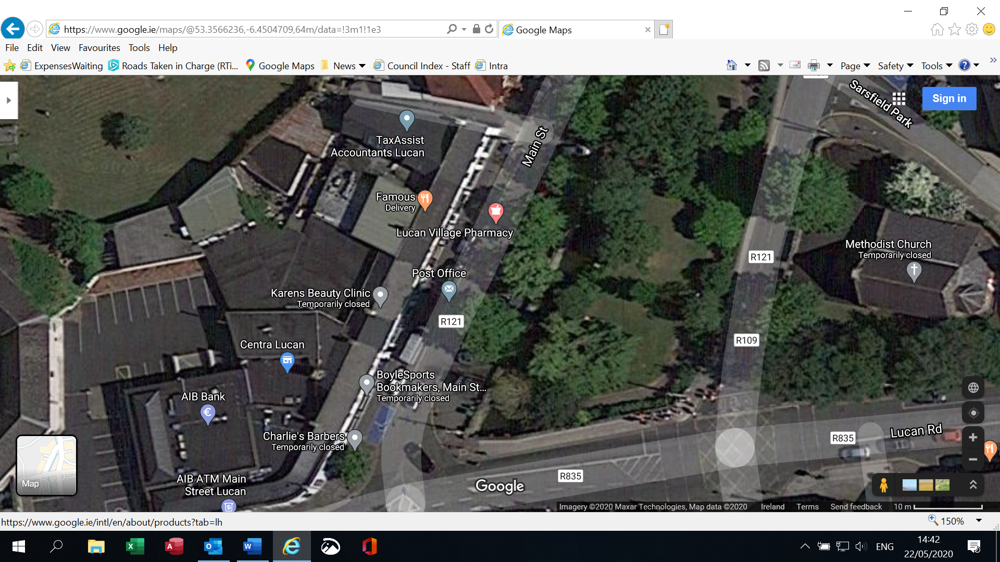 https://www.google.ie/maps/@53.3566236,-6.4504709,64m/data=!3m1!1e3
Google Maps
File Edit View Favourites Tools Help
ExpensesWaiting Roads Taken in Charge (RTi... Google Maps News Council Index - Staff Intra
Page Safety Tools
Sarsfield Park
Sign in
TaxAssist
Accountants Lucan
Main St
Famous
Delivery
Lucan Village Pharmacy
Methodist Church
Temporarily closed
R121
Post Office
Karens Beauty Clinic
Temporarily closed
R121
R109
Centra Lucan
BoyleSports
Bookmakers, Main St...
Temporarily closed
AIB Bank
Charlie's Barbers
Temporarily closed
Lucan Rd
R835
AIB ATM Main
Street Lucan
R835
Map
Google
Imagery ©2020 Maxar Technologies, Map data ©2020 Ireland Terms Send feedback 10 m
https://www.google.ie/intl/en/about/products?tab=lh
150%
ENG
14:42
22/05/2020